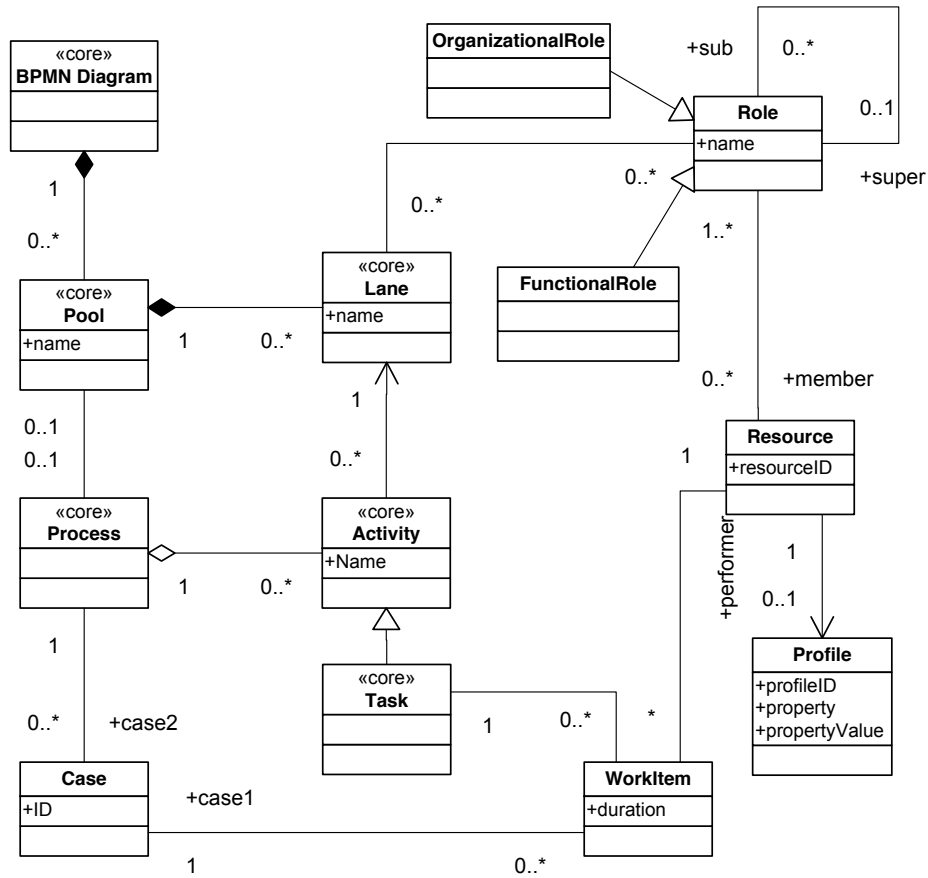 «core»
BPMN Diagram
OrganizationalRole
+sub
0..*
Role
+name
0..1
+super
1
0..*
0..*
0..*
1..*
«core»
Pool
+name
«core»
Lane
+name
FunctionalRole
1
0..*
0..1
0..1
1
0..*
0..*
+member
Resource
+resourceID
1
«core»
Process
«core»
Activity
+Name
+performer
1
0..*
1
0..1
1
«core»
Task
Profile
+profileID
+property
+propertyValue
0..*
+case2
1
0..*
*
Case
+ID
+case1
WorkItem
+duration
1
0..*